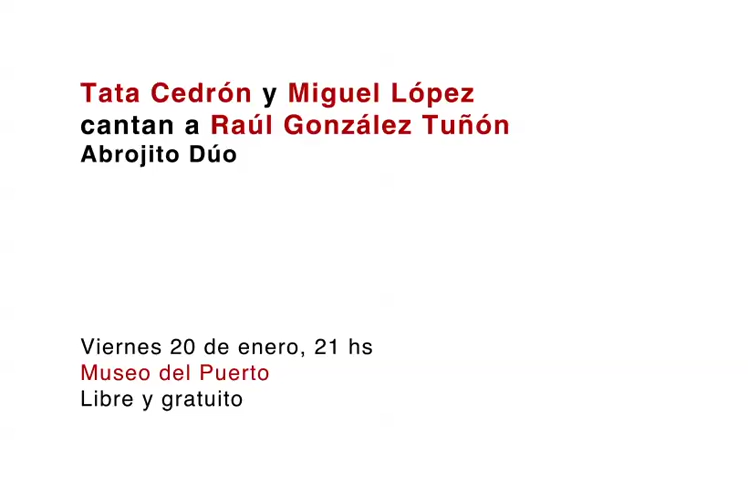 Tata Cedrón y Miguel López
cantan a Raúl González Tuñón
Abrojito Dúo
Viernes 20 de enero, 21 hs
Museo del Puerto
Libre y gratuito